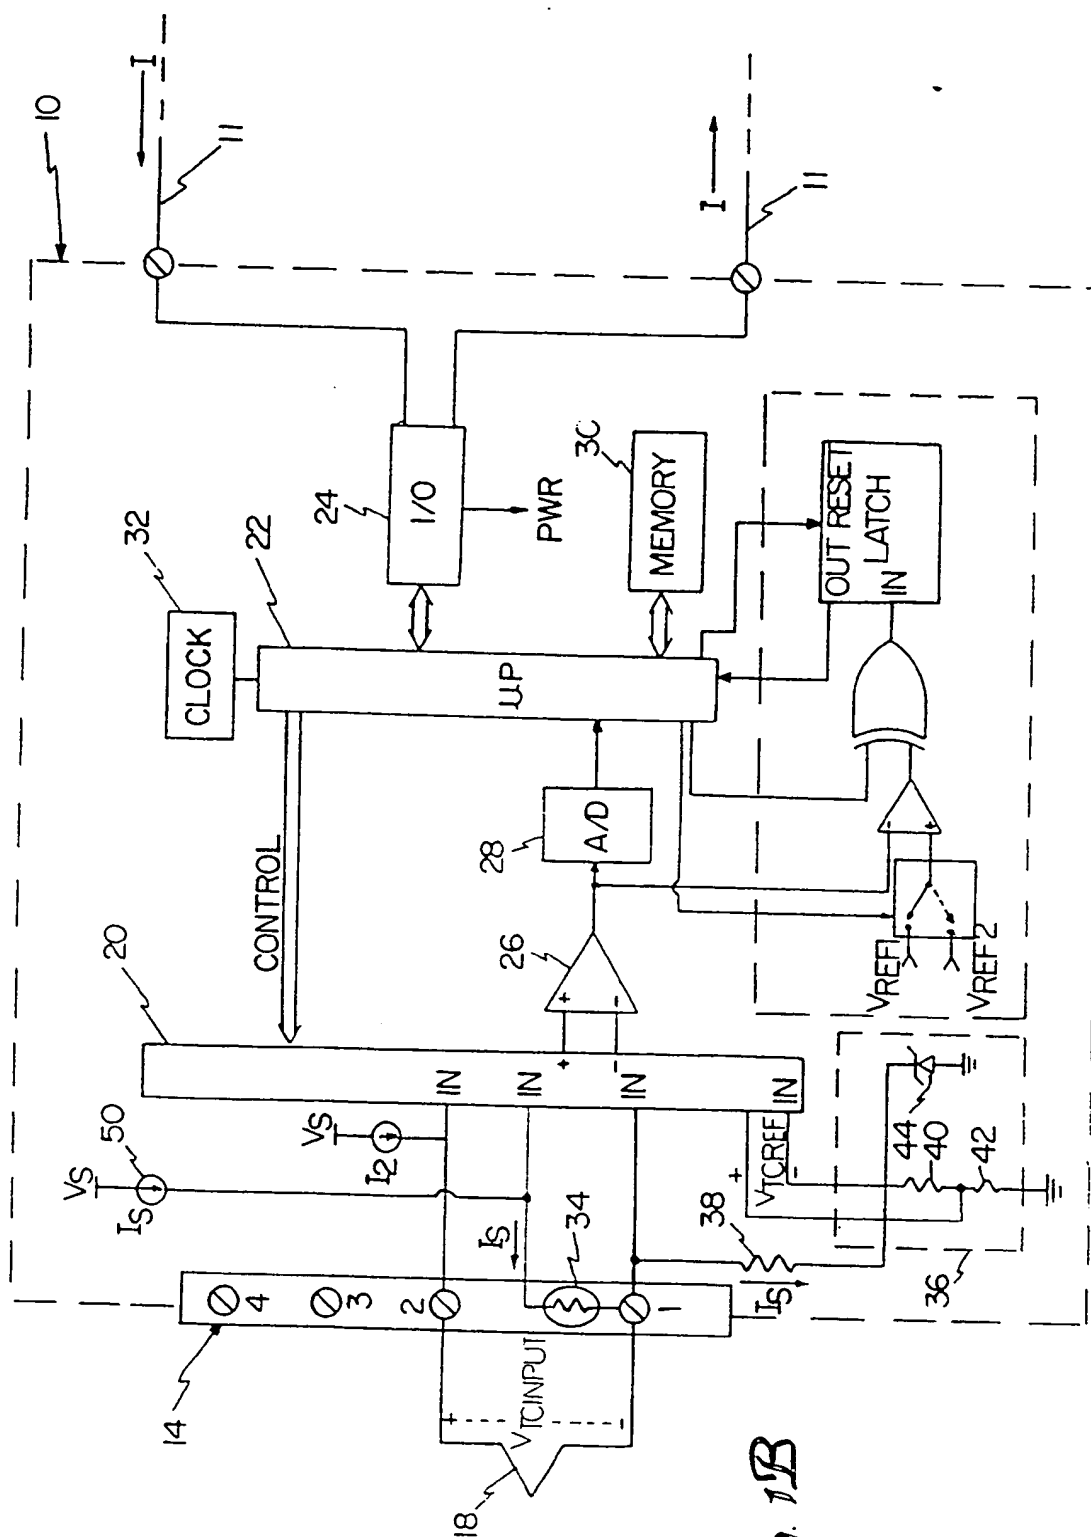 10
I
11
I
11
32
CLOCK
22
24
I/O
PWR
30
MEMORY
µP
CONTROL
20
28
A/D
26
+
-
OUT RESET
LATCH
IN
-
+
VREF1
VREF2
50
VS
IS
VS
I2
IN
IN
+
-
IN
IN
+
VTCREF
-
IS
34
38
IS
44
40
42
36
14
4
3
2
1
+
VTCINPUT
-
18
1B